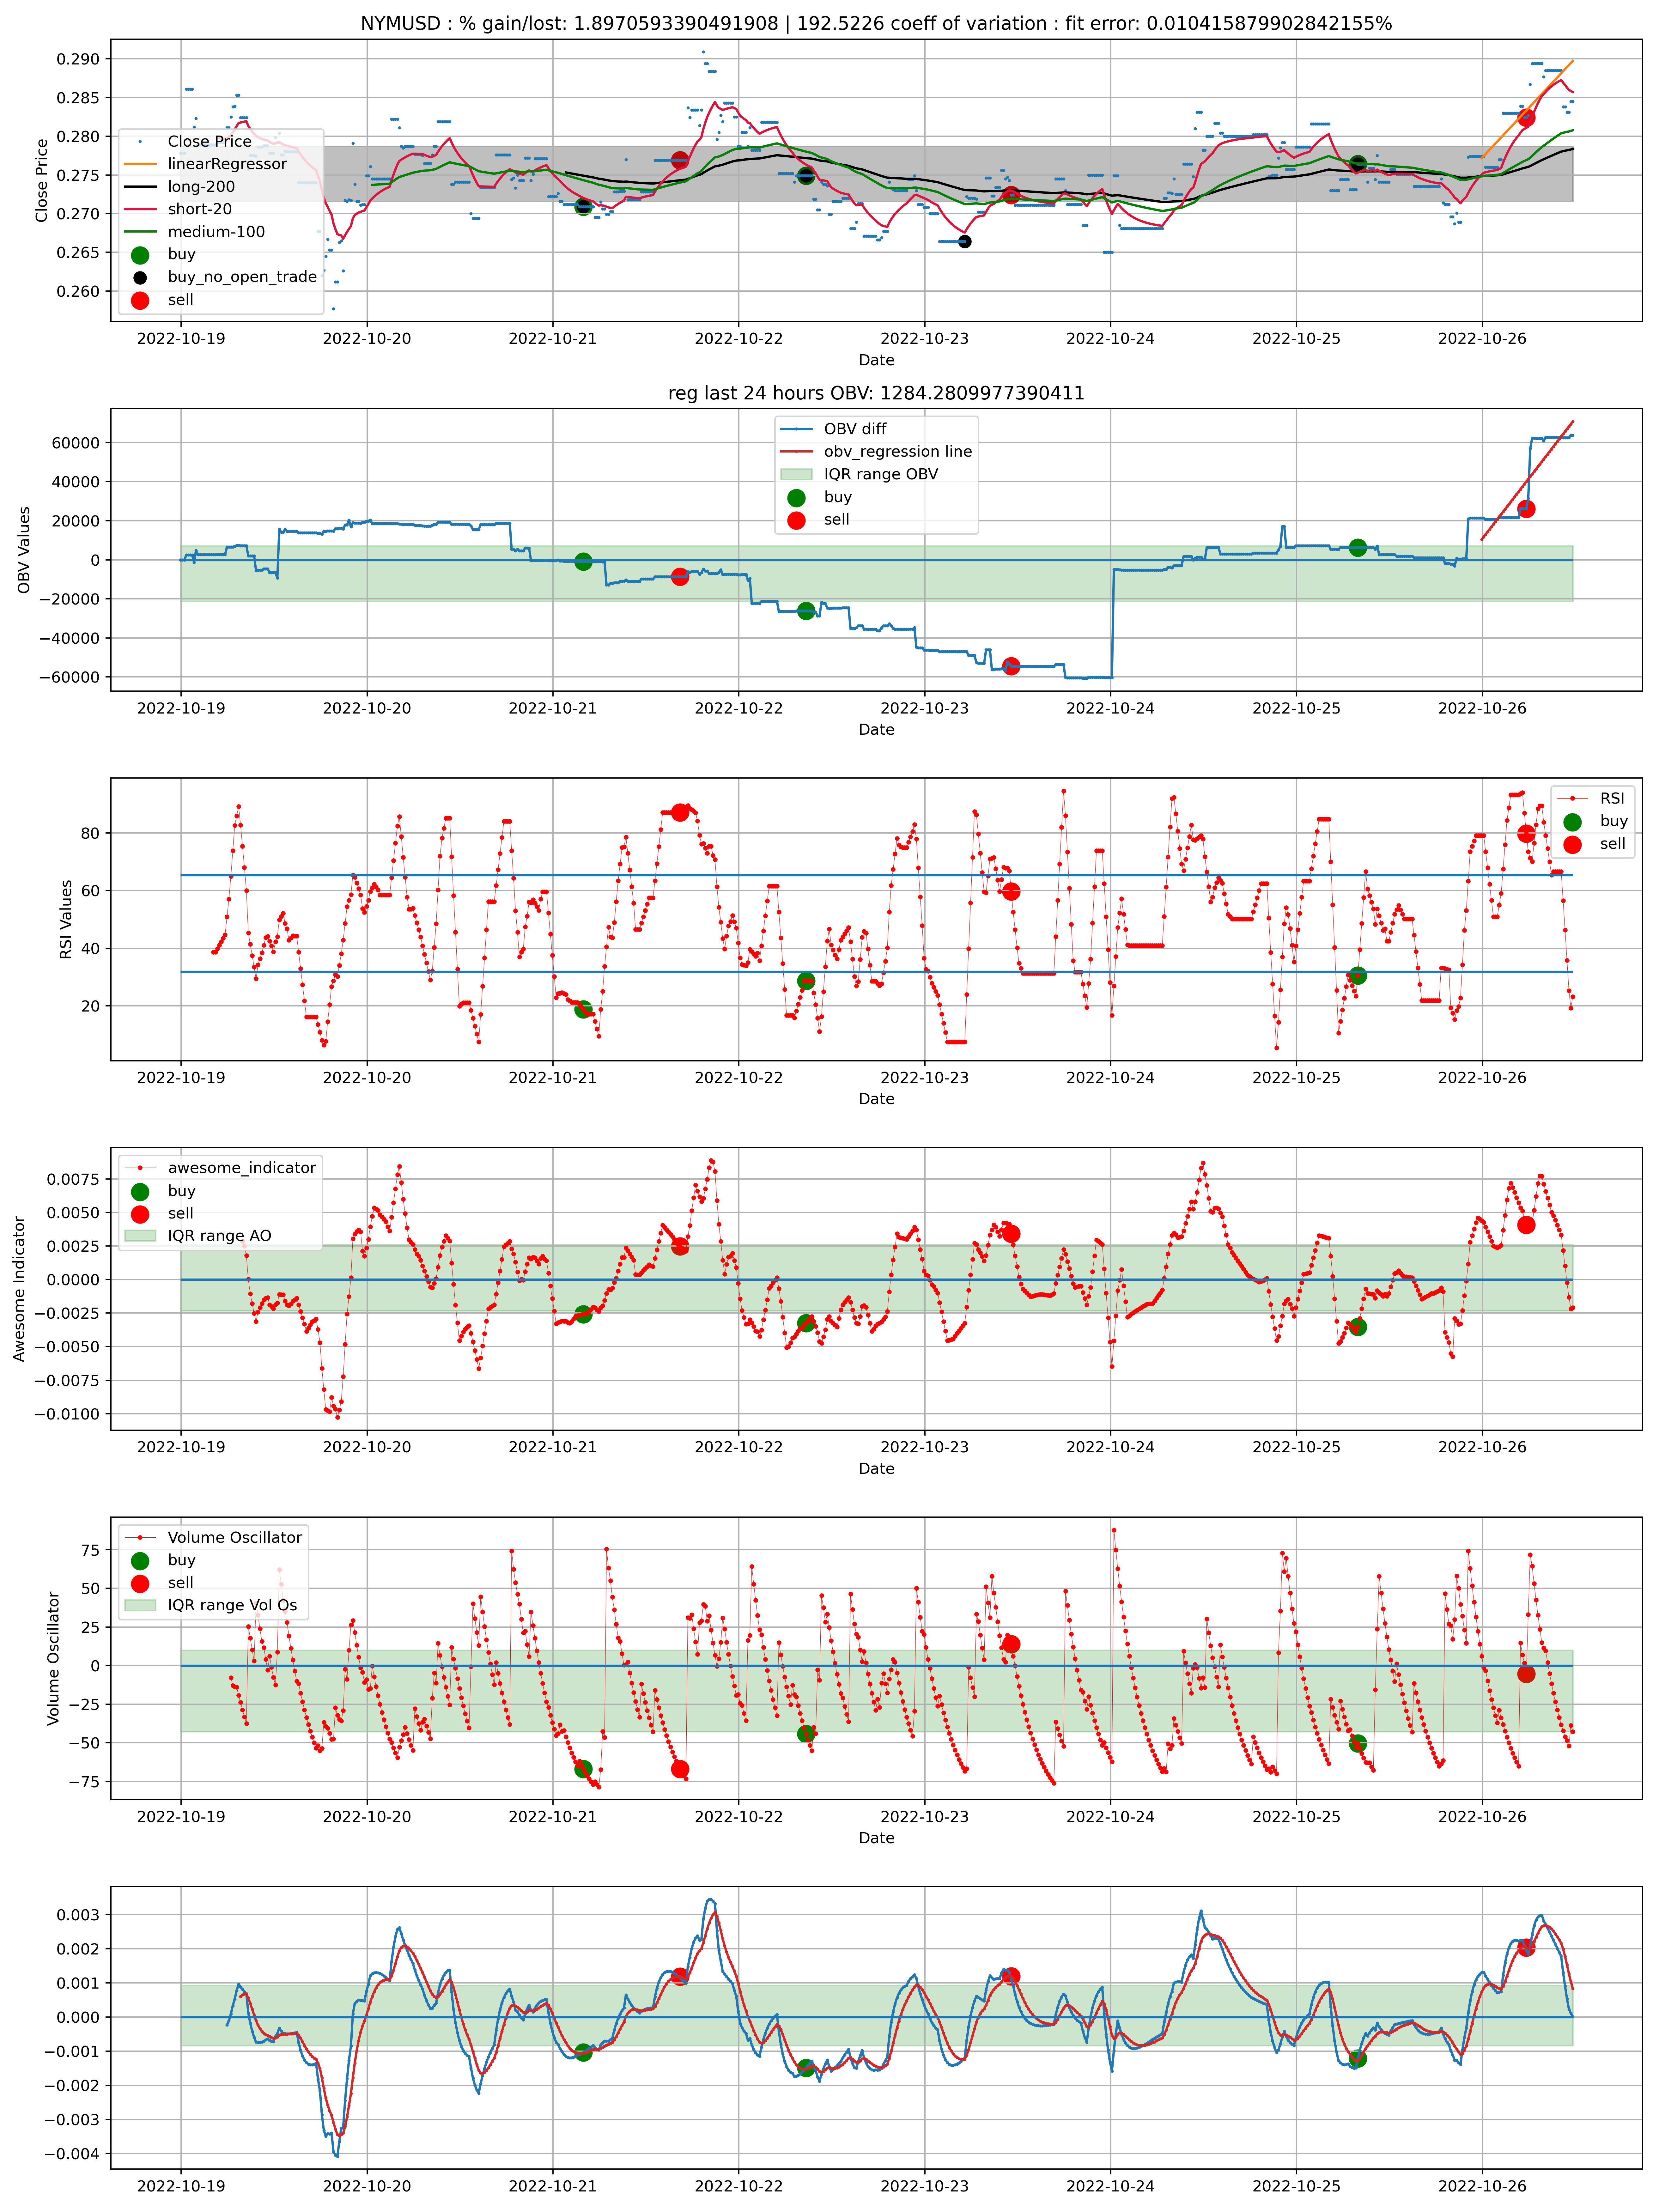 NYMUSD : % gain/lost: 1.8970593390491908 | 192.5226 coeff of variation : fit error: 0.010415879902842155%
0.290
0.285
0.280
0.275
0.270
0.265
0.260
Close Price
Close Price
linearRegressor
long-200
short-20
medium-100
buy
buy_no_open_trade
sell
2022-10-19 2022-10-20 2022-10-21 2022-10-22 2022-10-23 2022-10-24 2022-10-25 2022-10-26
Date
reg last 24 hours OBV: 1284.2809977390411
60000
40000
20000
0
−20000
−40000
−60000
OBV Values
OBV diff
obv_regression line
IQR range OBV
buy
sell
2022-10-19 2022-10-20 2022-10-21 2022-10-22 2022-10-23 2022-10-24 2022-10-25 2022-10-26
Date
80
60
40
20
RSI Values
RSI
buy
sell
2022-10-19 2022-10-20 2022-10-21 2022-10-22 2022-10-23 2022-10-24 2022-10-25 2022-10-26
Date
0.0075
0.0050
0.0025
0.0000
−0.0025
−0.0050
−0.0075
−0.0100
Awesome Indicator
awesome_indicator
buy
sell
IQR range AO
2022-10-19 2022-10-20 2022-10-21 2022-10-22 2022-10-23 2022-10-24 2022-10-25 2022-10-26
Date
75
50
25
0
−25
−50
−75
Volume Oscillator
Volume Oscillator
buy
sell
IQR range Vol Os
2022-10-19 2022-10-20 2022-10-21 2022-10-22 2022-10-23 2022-10-24 2022-10-25 2022-10-26
Date
0.003
0.002
0.001
0.000
−0.001
−0.002
−0.003
−0.004
2022-10-19 2022-10-20 2022-10-21 2022-10-22 2022-10-23 2022-10-24 2022-10-25 2022-10-26